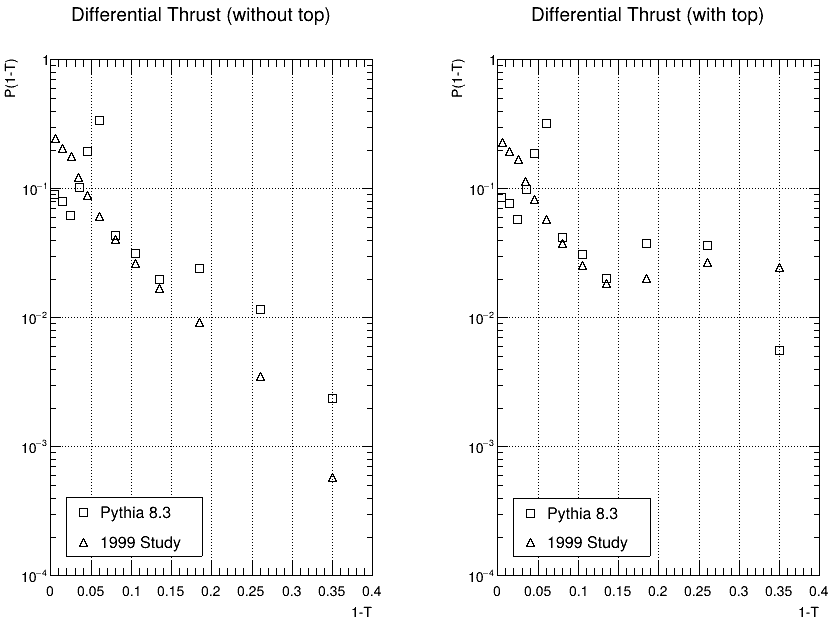 Differential Thrust (without top)
P(1-T)
1
10⁻¹
10⁻²
10⁻³
10⁻⁴
Pythia 8.3
1999 Study
0 0.05 0.1 0.15 0.2 0.25 0.3 0.35 0.4
1-T
Differential Thrust (with top)
P(1-T)
1
10⁻¹
10⁻²
10⁻³
10⁻⁴
Pythia 8.3
1999 Study
0 0.05 0.1 0.15 0.2 0.25 0.3 0.35 0.4
1-T